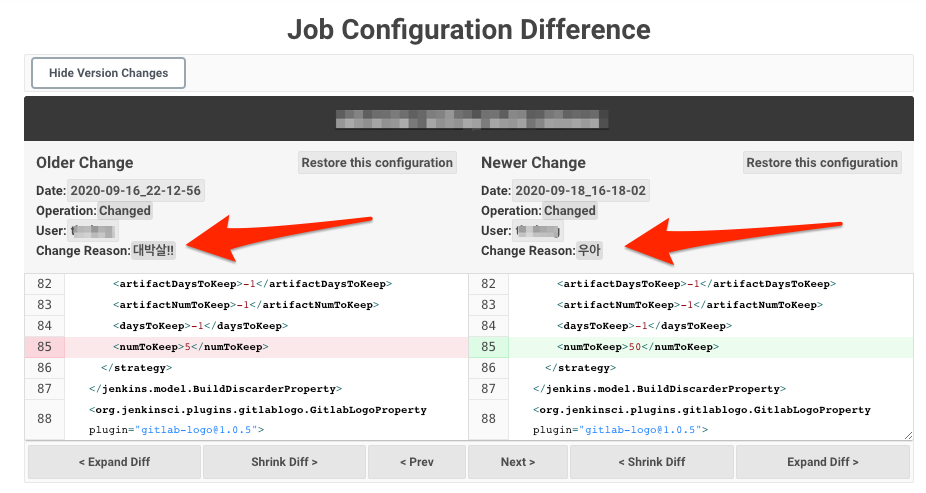 Job Configuration Difference
Hide Version Changes
Older Change
Restore this configuration
Date: 2020-09-16_22-12-56
Operation: Changed
User:
Change Reason: 대박살!!
Newer Change
Restore this configuration
Date: 2020-09-18_16-18-02
Operation: Changed
User:
Change Reason: 우아
82 <artifactDaysToKeep>-1</artifactDaysToKeep>
83 <artifactNumToKeep>-1</artifactNumToKeep>
84 <daysToKeep>-1</daysToKeep>
85 <numToKeep>5</numToKeep>
86 </strategy>
87 </jenkins.model.BuildDiscarderProperty>
88 <org.jenkinsci.plugins.gitlablogo.GitlabLogoProperty
plugin="gitlab-logo@1.0.5">
82 <artifactDaysToKeep>-1</artifactDaysToKeep>
83 <artifactNumToKeep>-1</artifactNumToKeep>
84 <daysToKeep>-1</daysToKeep>
85 <numToKeep>50</numToKeep>
86 </strategy>
87 </jenkins.model.BuildDiscarderProperty>
88 <org.jenkinsci.plugins.gitlablogo.GitlabLogoProperty
plugin="gitlab-logo@1.0.5">
< Expand Diff
Shrink Diff >
< Prev
Next >
< Shrink Diff
Expand Diff >